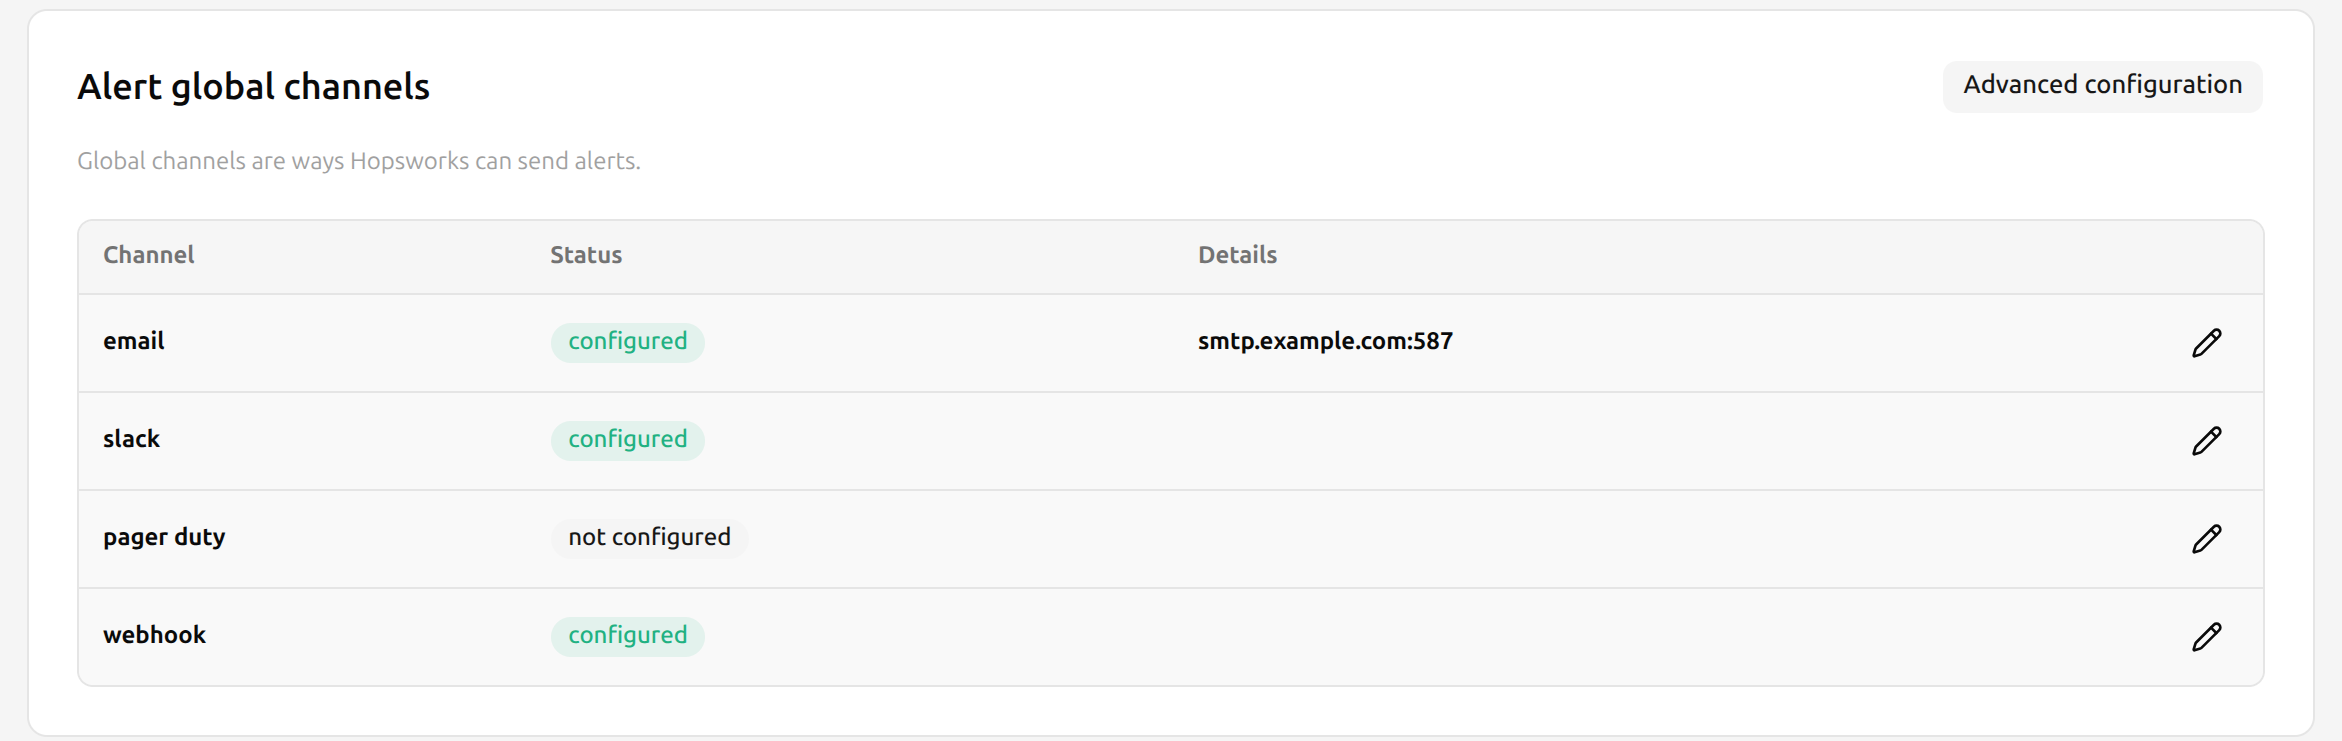 Alert global channels
Advanced configuration
Global channels are ways Hopsworks can send alerts.
Channel Status Details
email configured smtp.example.com:587
slack configured
pager duty not configured
webhook configured